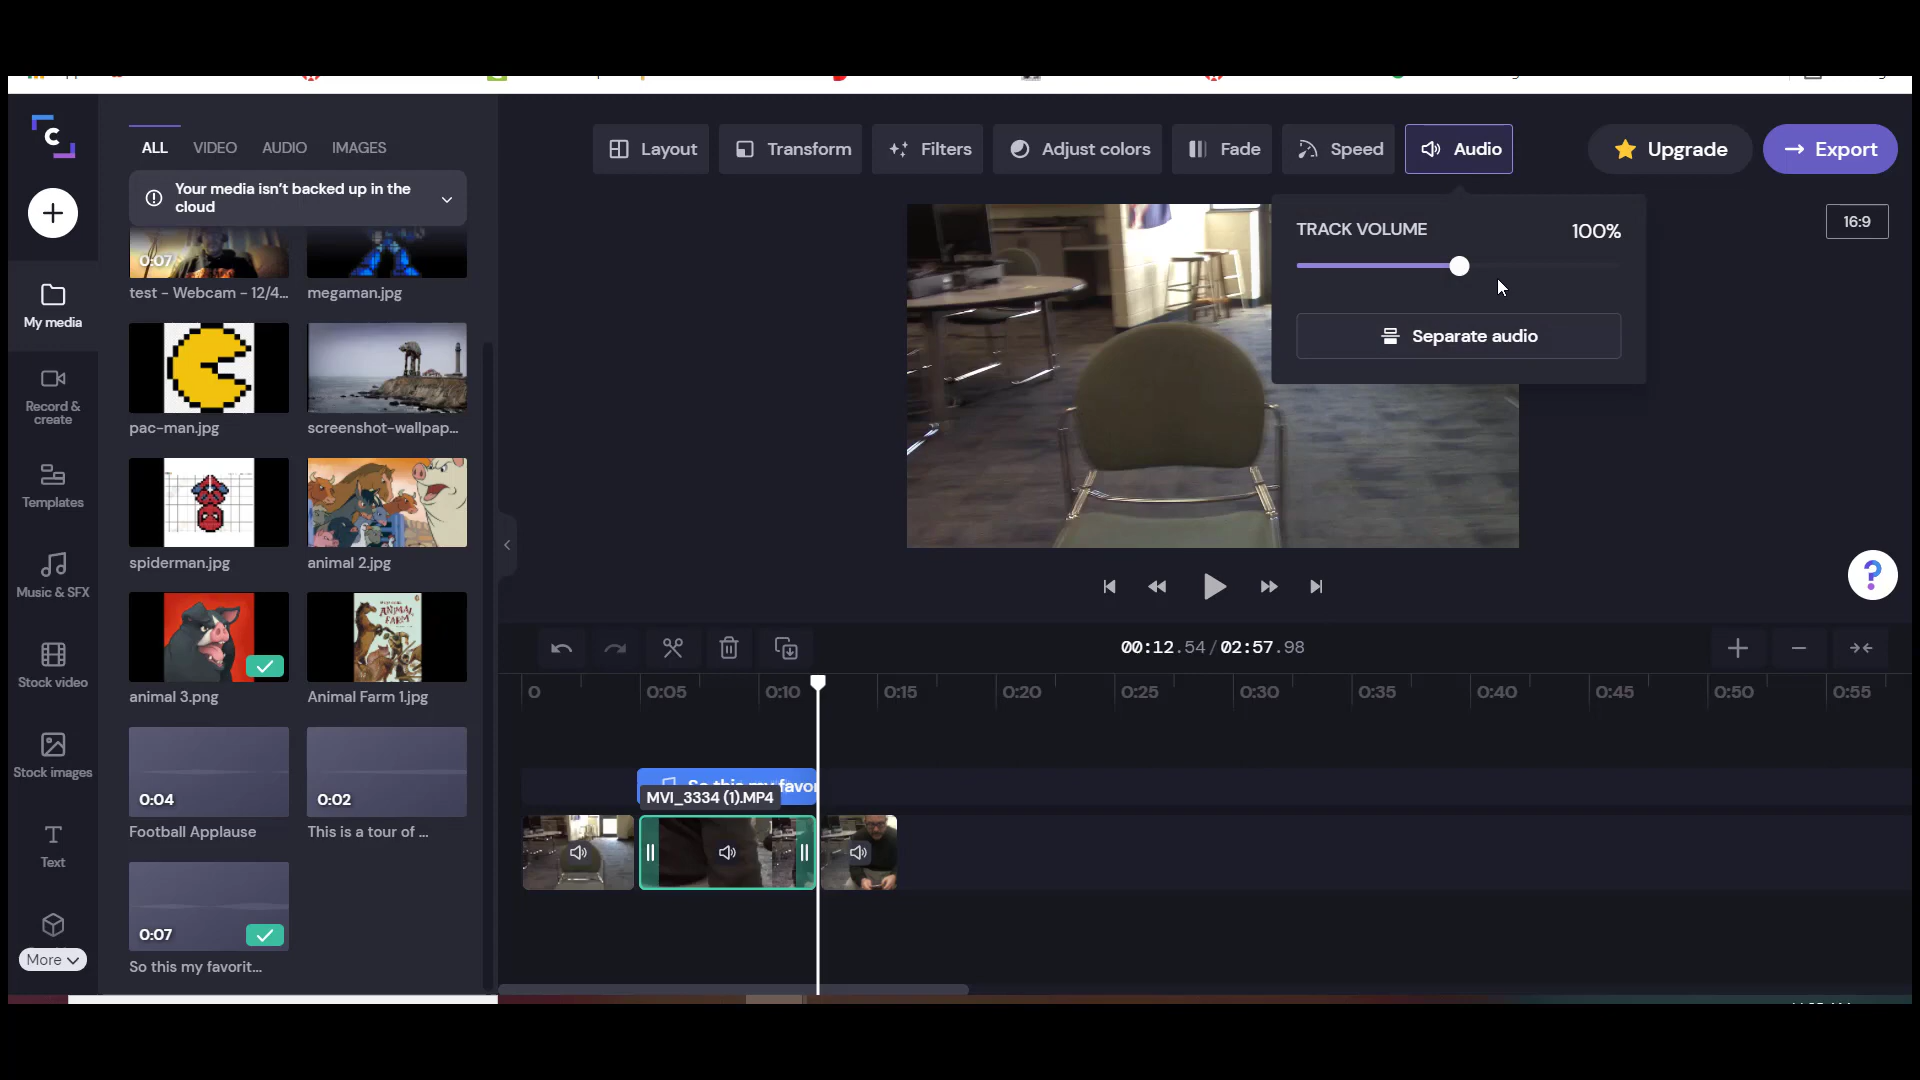 Layout
Transform
Filters
Adjust colors
Fade
Speed
Audio
Upgrade
Export
ALL
VIDEO
AUDIO
IMAGES
Your media isn't backed up in the
cloud
0:07
test - Webcam - 12/4...
megaman.jpg
pac-man.jpg
screenshot-wallpap...
spiderman.jpg
animal 2.jpg
animal 3.png
ANIMAL
FARM
Animal Farm 1.jpg
0:04
Football Applause
0:02
This is a tour of ...
0:07
So this my favorit...
My media
Record &
create
Templates
Music & SFX
Stock video
Stock images
Text
More
TRACK VOLUME
100%
Separate audio
16:9
?
00:12.54/02:57.98
0
0:05
0:10
0:15
0:20
0:25
0:30
0:35
0:40
0:45
0:50
0:55
So this my favor
MVI_3334 (1).MP4